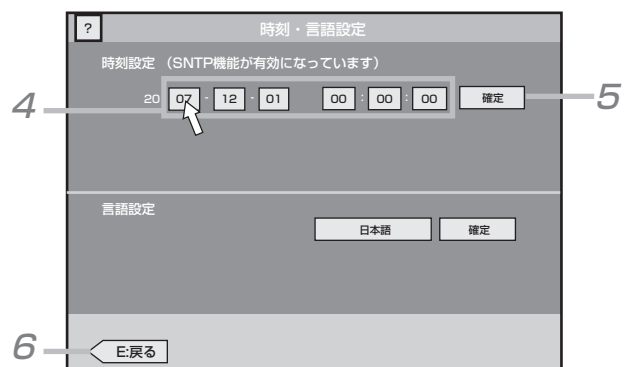 ? 時刻・言語設定
時刻設定 (SNTP機能が有効になっています)
4 20 07 - 12 - 01 00 : 00 : 00 確定 5
言語設定
日本語 確定
6 E:戻る